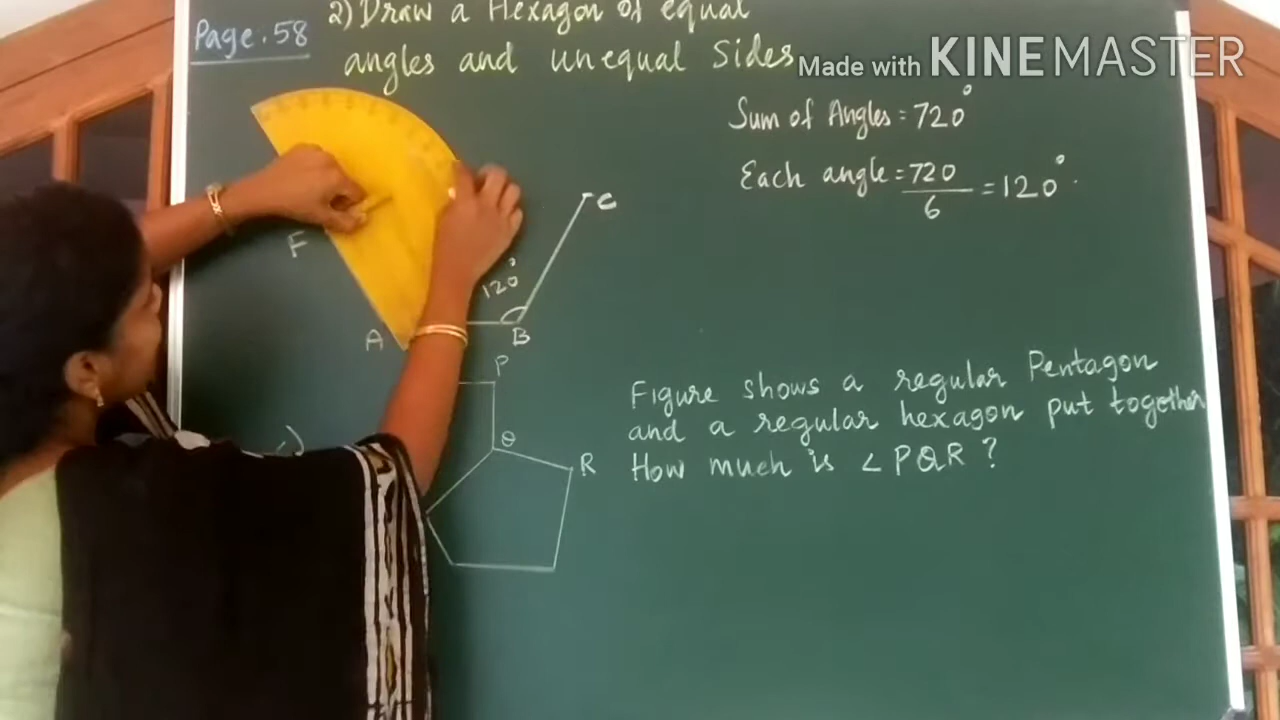 Page. 58
2) Draw a Hexagon of equal
angles and unequal Sides
Made with KINEMASTER
Sum of Angles = 720°
Each angle = 720/6 = 120°.
F
C
120°
A
B
P
Q
R
Figure shows a regular Pentagon
and a regular hexagon put together
How much is ∠PQR ?